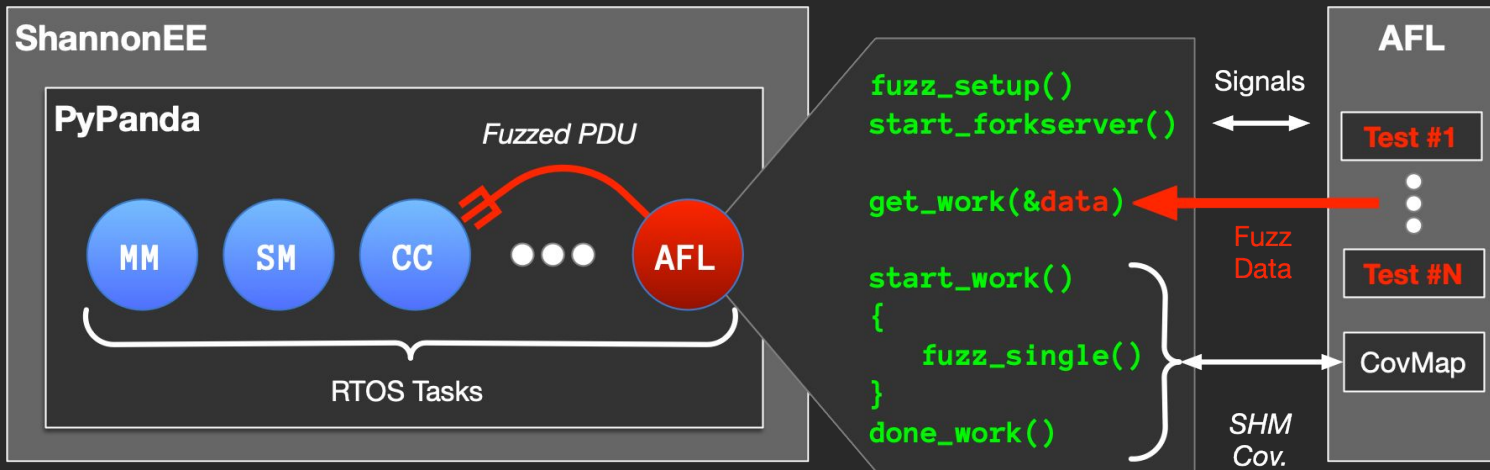 ShannonEE
PyPanda
Fuzzed PDU
MM
SM
CC
AFL
RTOS Tasks
fuzz_setup()
start_forkserver()
get_work(&data)
start_work()
{
fuzz_single()
}
done_work()
Signals
Fuzz
Data
SHM
Cov.
AFL
Test #1
Test #N
CovMap